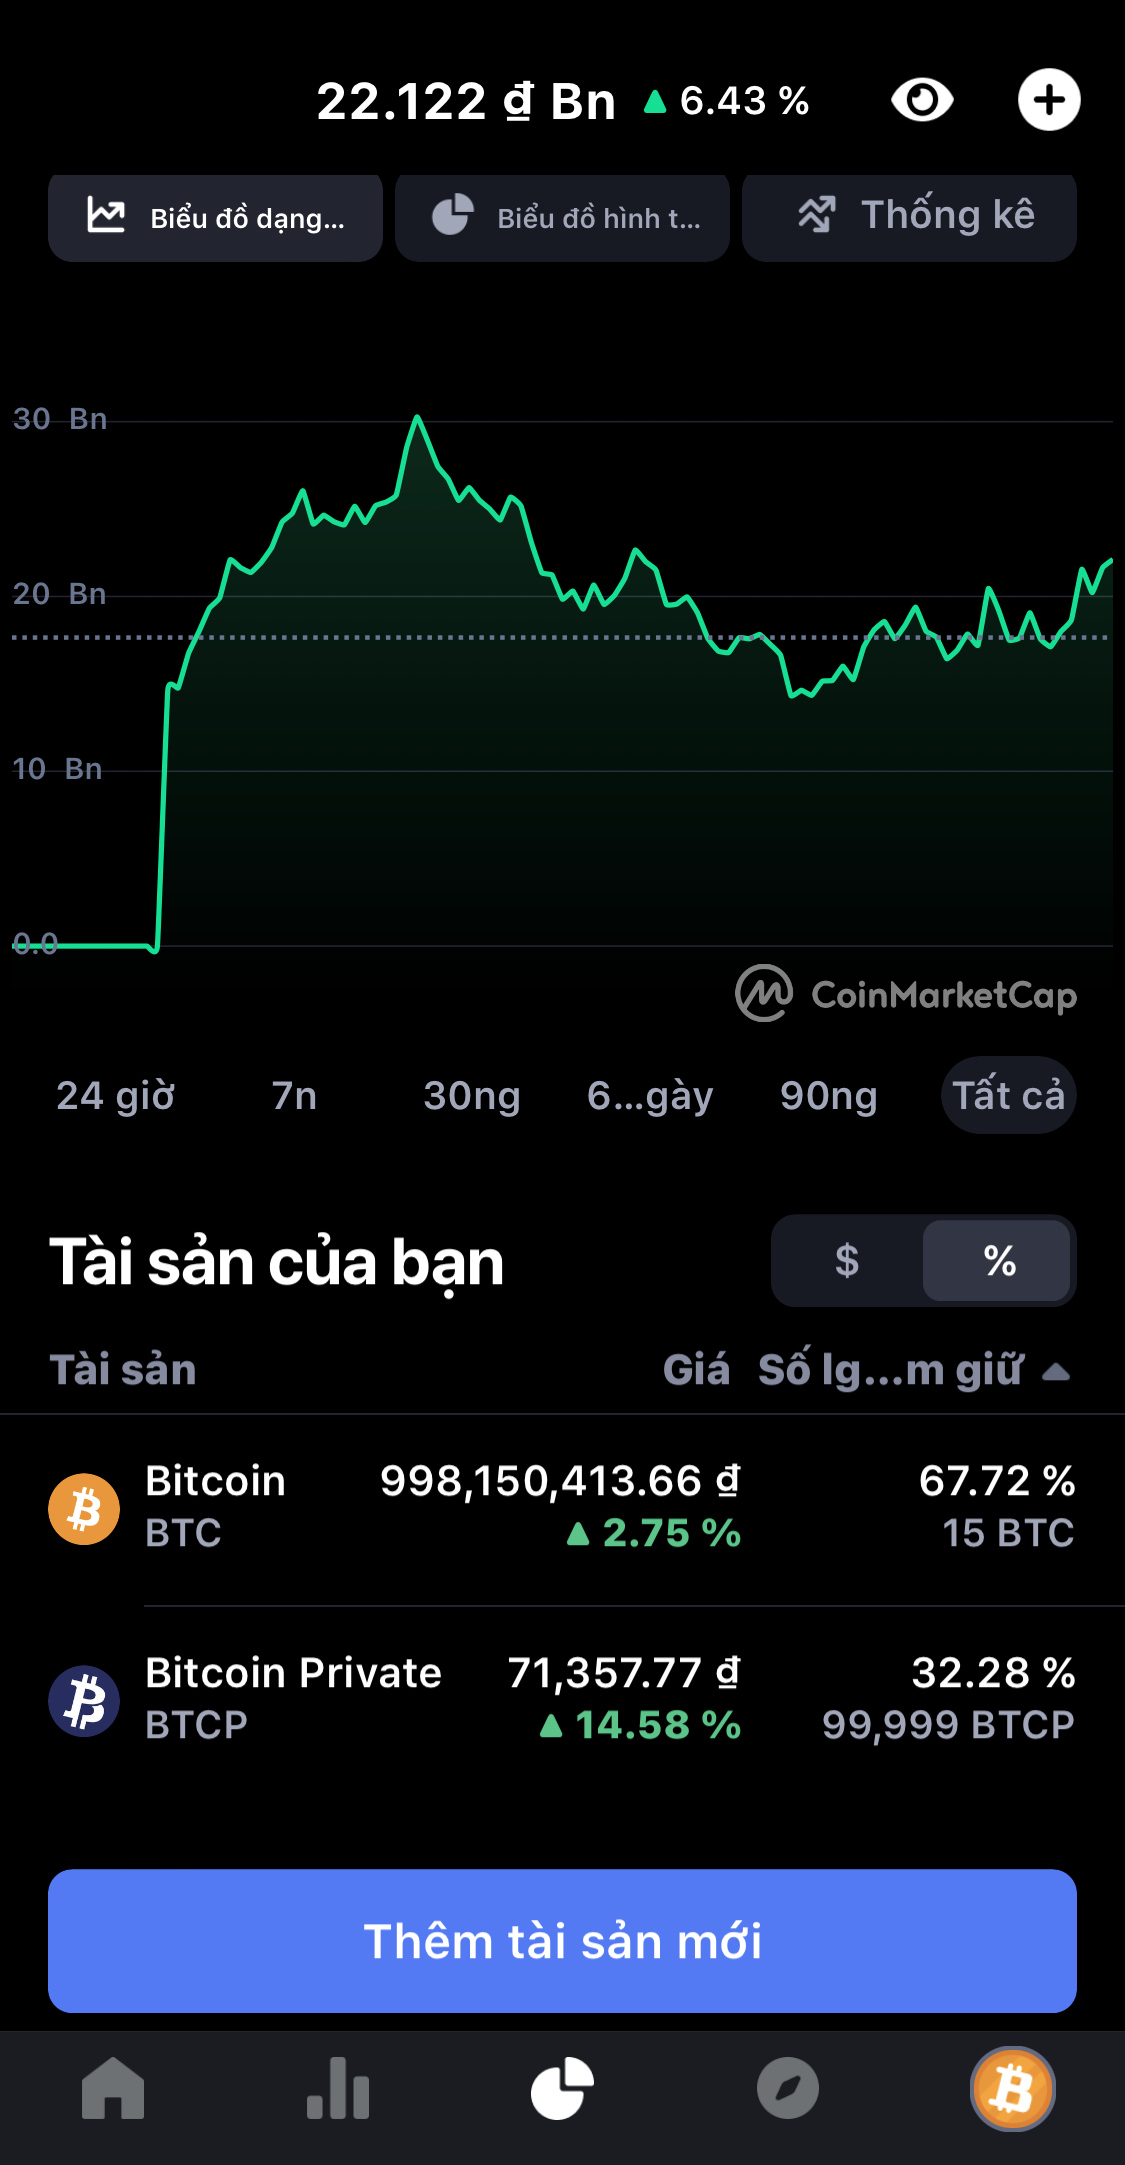 22.122 ₫ Bn ▲ 6.43 %
Biểu đồ dạng... Biểu đồ hình t... Thống kê
30 Bn
20 Bn
10 Bn
0.0
CoinMarketCap
24 giờ 7n 30ng 6...gày 90ng Tất cả
Tài sản của bạn $ %
Tài sản Giá Số lg...m giữ
Bitcoin 998,150,413.66 ₫ 67.72 %
BTC ▲ 2.75 % 15 BTC
Bitcoin Private 71,357.77 ₫ 32.28 %
BTCP ▲ 14.58 % 99,999 BTCP
Thêm tài sản mới